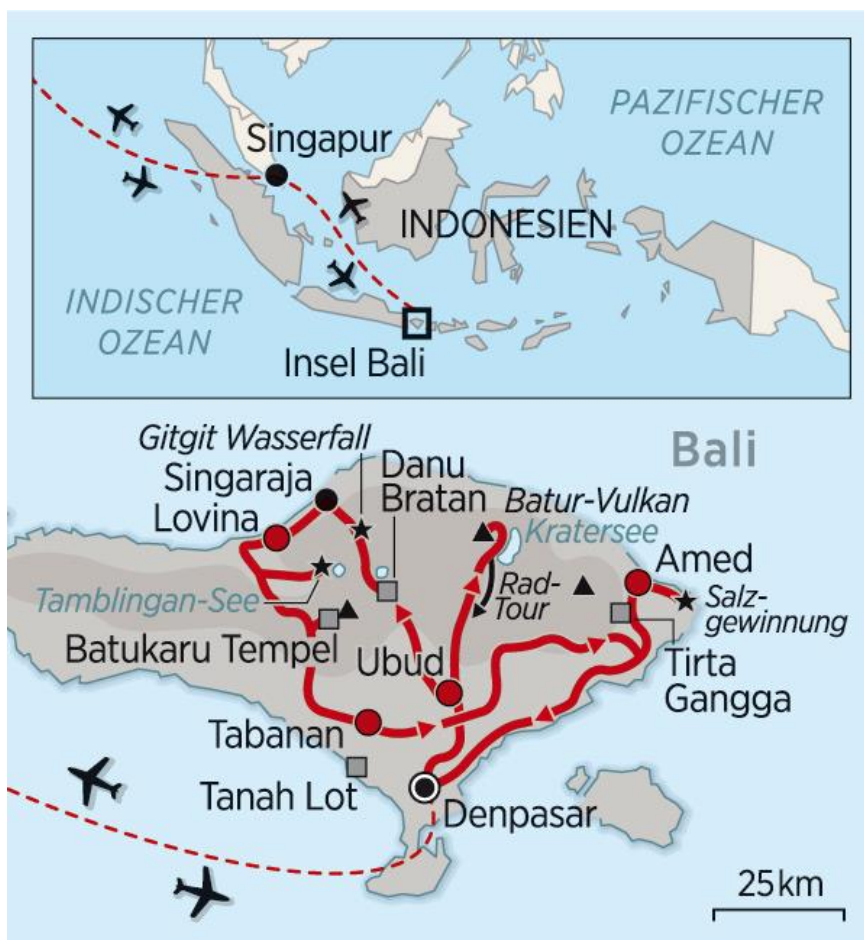 PAZIFISCHER
OZEAN
Singapur
INDONESIEN
INDISCHER
OZEAN
Insel Bali
Bali
Gitgit Wasserfall
Singaraja
Lovina
Danu
Bratan
Batur-Vulkan
Kratersee
Amed
Rad-
Tour
Salz-
gewinnung
Tamblingan-See
Batukaru Tempel
Ubud
Tirta
Gangga
Tabanan
Tanah Lot
Denpasar
25 km